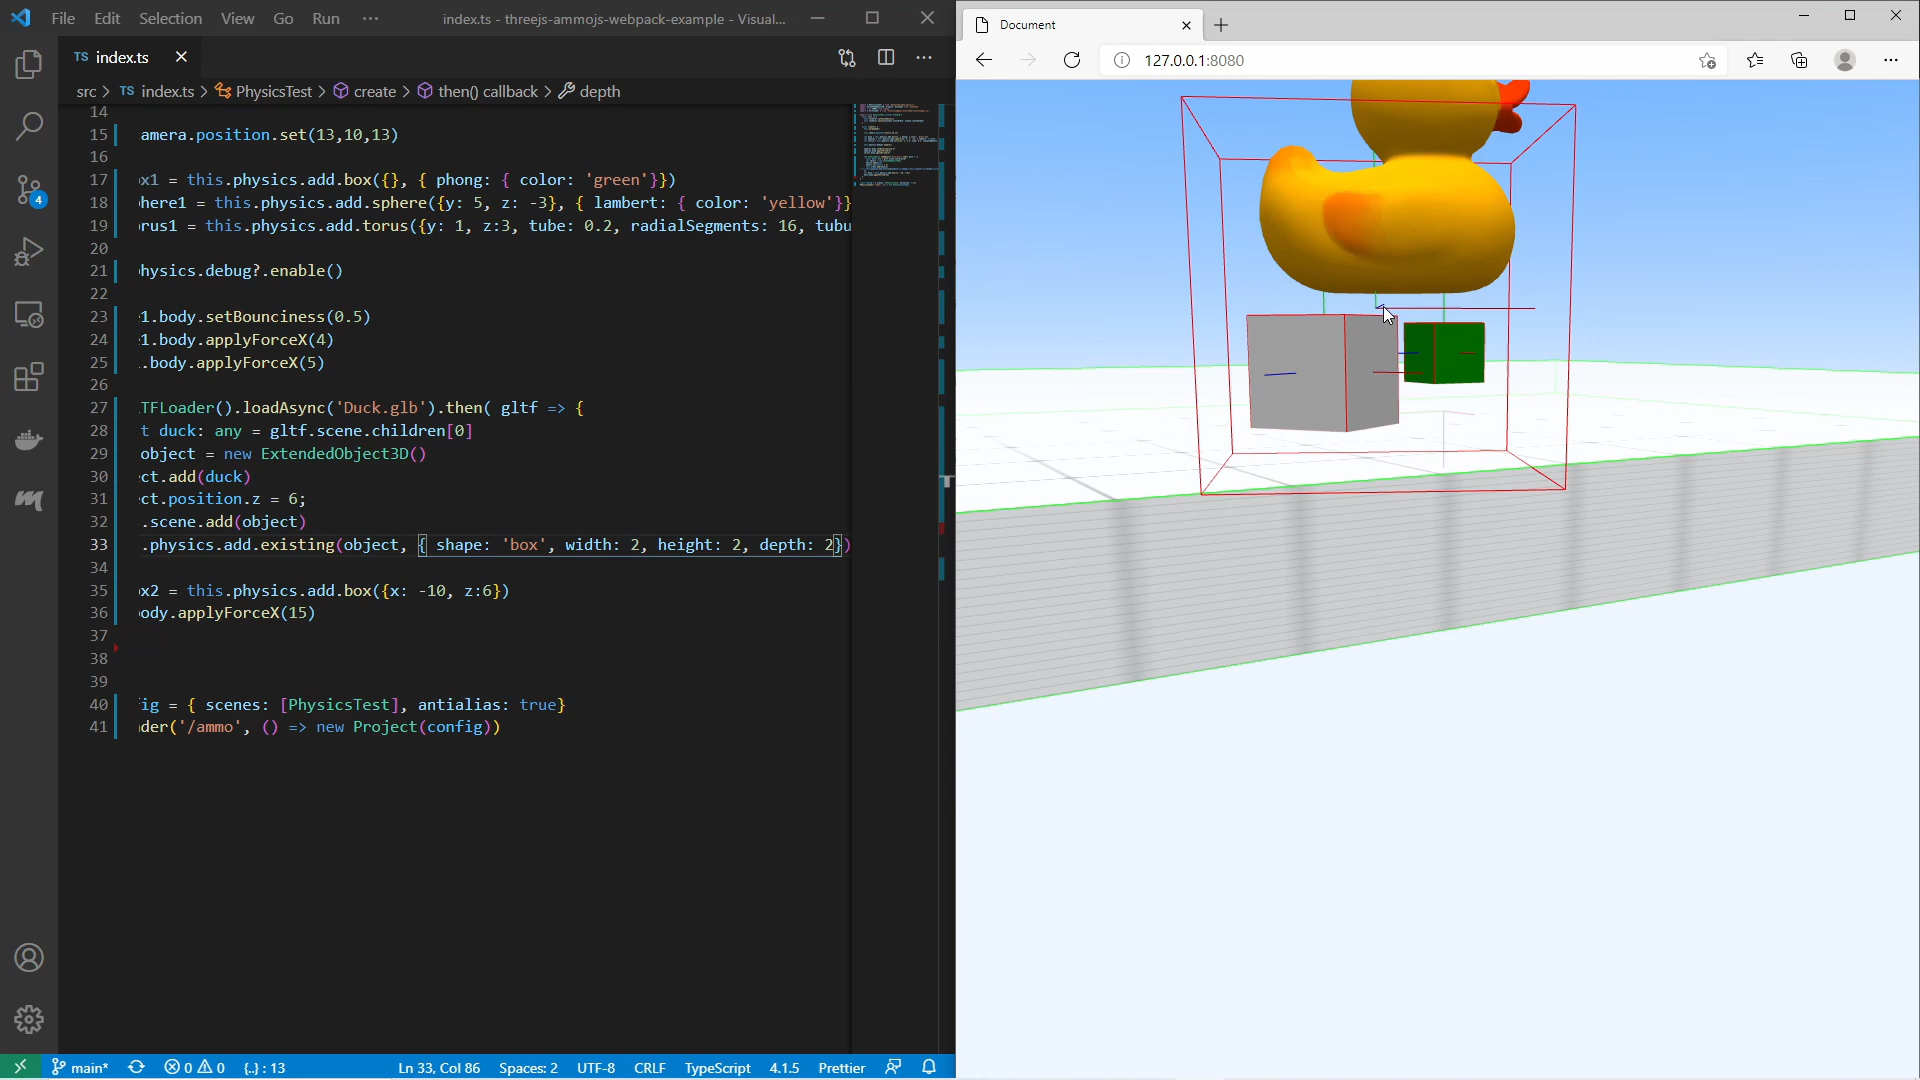 File Edit Selection View Go Run ··· index.ts - threejs-ammojs-webpack-example - Visual...
TS index.ts
src > TS index.ts > PhysicsTest > create > then() callback > depth
14
15 amera.position.set(13,10,13)
16
17 x1 = this.physics.add.box({}, { phong: { color: 'green'}})
18 here1 = this.physics.add.sphere({y: 5, z: -3}, { lambert: { color: 'yellow'}}
19 rus1 = this.physics.add.torus({y: 1, z:3, tube: 0.2, radialSegments: 16, tubu
20
21 hysics.debug?.enable()
22
23 1.body.setBounciness(0.5)
24 1.body.applyForceX(4)
25 .body.applyForceX(5)
26
27 TFLoader().loadAsync('Duck.glb').then( gltf => {
28 t duck: any = gltf.scene.children[0]
29 object = new ExtendedObject3D()
30 ct.add(duck)
31 ct.position.z = 6;
32 .scene.add(object)
33 .physics.add.existing(object, { shape: 'box', width: 2, height: 2, depth: 2})
34
35 x2 = this.physics.add.box({x: -10, z:6})
36 ody.applyForceX(15)
37
38
39
40 ig = { scenes: [PhysicsTest], antialias: true}
41 der('/ammo', () => new Project(config))
4
main* 0 0 {..} : 13 Ln 33, Col 86 Spaces: 2 UTF-8 CRLF TypeScript 4.1.5 Prettier
Document
127.0.0.1:8080